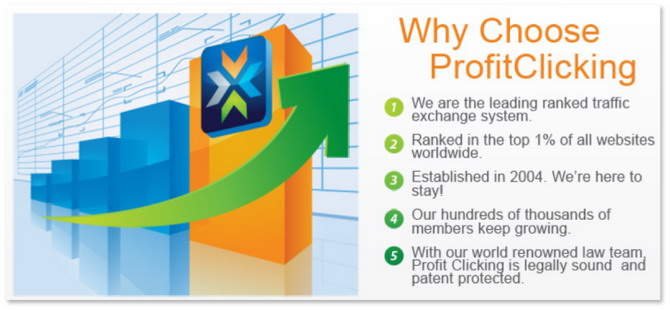 Why Choose
ProfitClicking
1 We are the leading ranked traffic
exchange system.
2 Ranked in the top 1% of all websites
worldwide.
3 Established in 2004. We're here to
stay!
4 Our hundreds of thousands of
members keep growing.
5 With our world renowned law team,
Profit Clicking is legally sound and
patent protected.